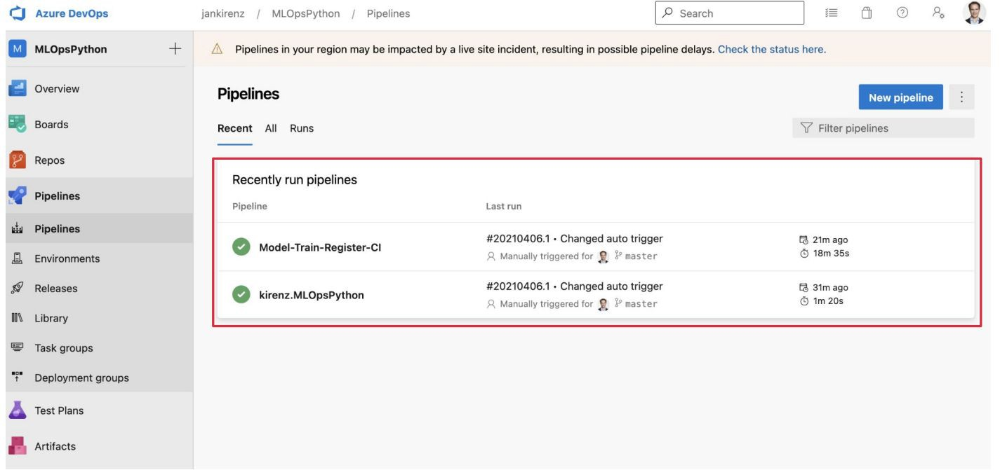 Azure DevOps
jankirenz / MLOpsPython / Pipelines
Search
M MLOpsPython
Pipelines in your region may be impacted by a live site incident, resulting in possible pipeline delays. Check the status here.
Overview
Boards
Repos
Pipelines
Pipelines
Environments
Releases
Library
Task groups
Deployment groups
Test Plans
Artifacts
Pipelines
New pipeline
Recent All Runs
Filter pipelines
Recently run pipelines
Pipeline Last run
Model-Train-Register-CI
#20210406.1 • Changed auto trigger
Manually triggered for master
21m ago
18m 35s
kirenz.MLOpsPython
#20210406.1 • Changed auto trigger
Manually triggered for master
31m ago
1m 20s